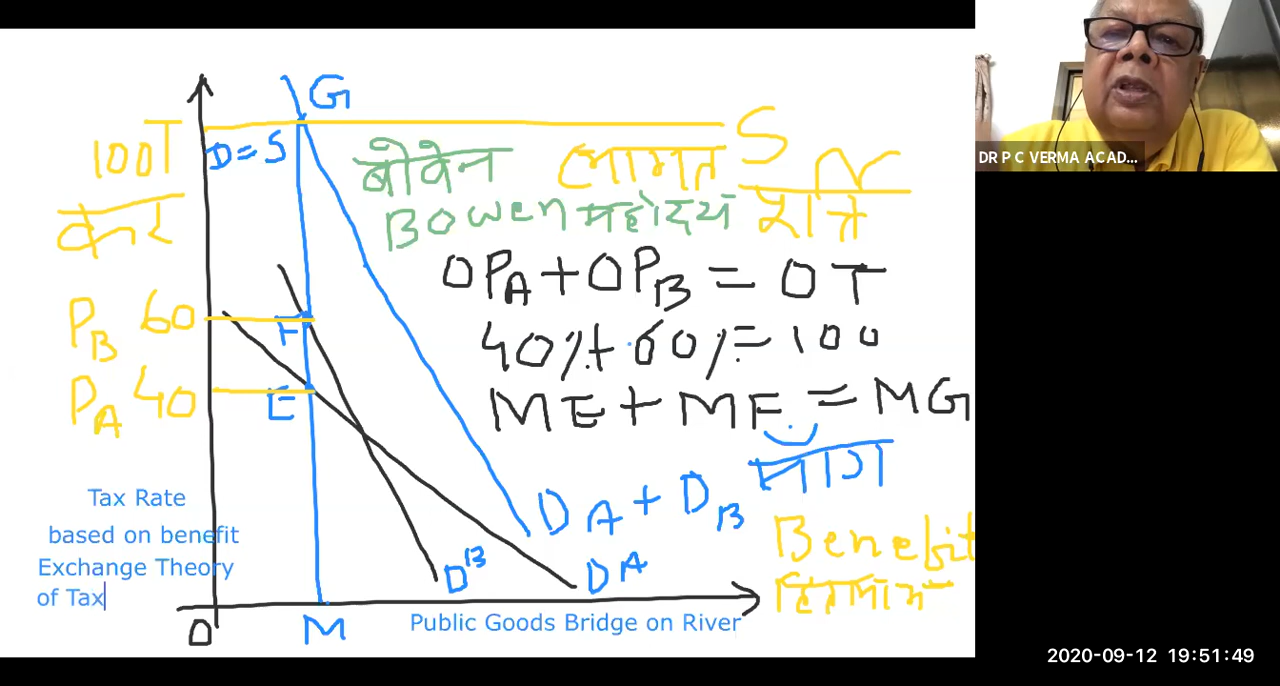 G
100T
D=S
S
बोवेन लागत
कर
Bowen महोदय
OPA+OPB=OT
PB 60
F
40%+60%=100
PA 40
E
ME+MF=MG
माग
DA+DB
Tax Rate
based on benefit
Exchange Theory
of Tax
Benefit
DB
DA
O
M
Public Goods Bridge on River
DR P C VERMA ACAD...
2020-09-12 19:51:49